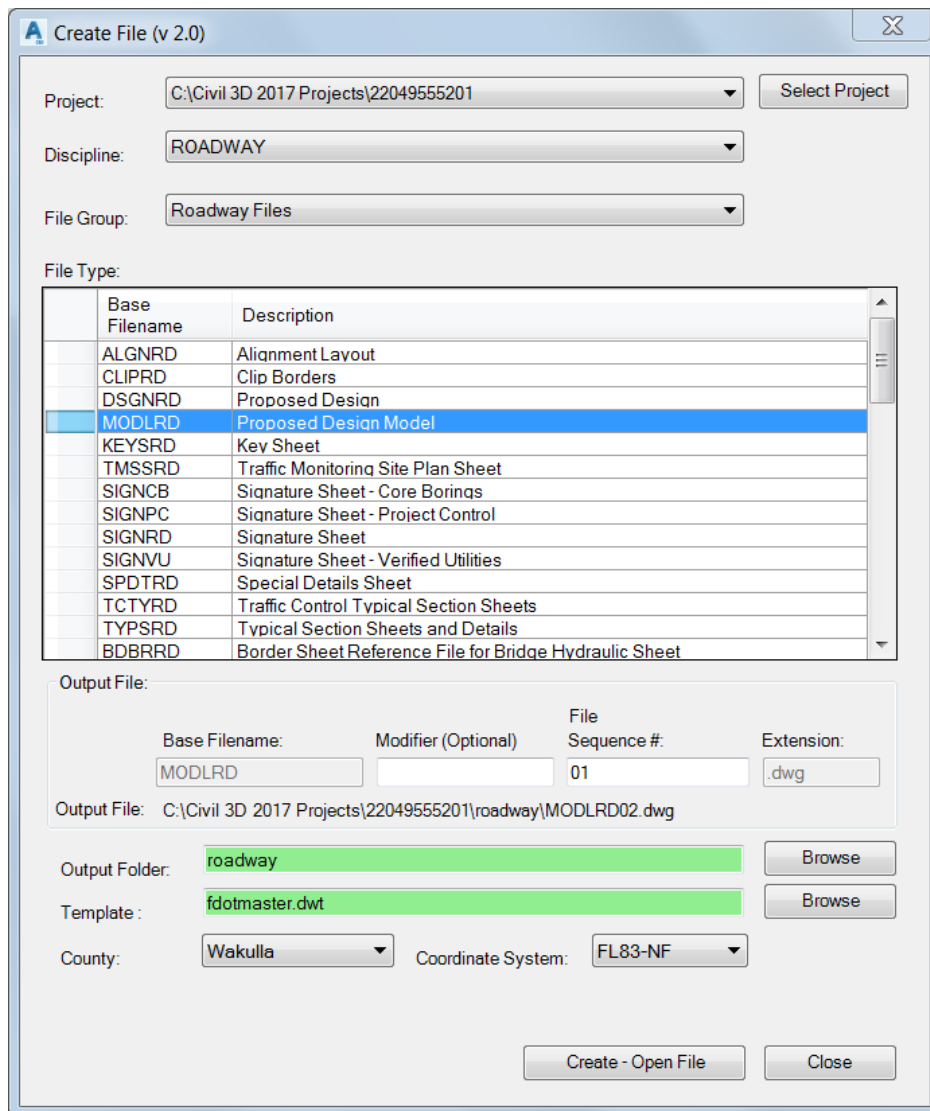 Create File (v 2.0)
Project: C:\Civil 3D 2017 Projects\22049555201 Select Project
Discipline: ROADWAY
File Group: Roadway Files
File Type:
Base Filename Description
ALGNRD Alignment Layout
CLIPRD Clip Borders
DSGNRD Proposed Design
MODLRD Proposed Design Model
KEYSRD Key Sheet
TMSSRD Traffic Monitoring Site Plan Sheet
SIGNCB Signature Sheet - Core Borings
SIGNPC Signature Sheet - Project Control
SIGNRD Signature Sheet
SIGNVU Signature Sheet - Verified Utilities
SPDTRD Special Details Sheet
TCTYRD Traffic Control Typical Section Sheets
TYPSRD Typical Section Sheets and Details
BDBRRD Border Sheet Reference File for Bridge Hydraulic Sheet
Output File:
Base Filename: Modifier (Optional) File Sequence #: Extension:
MODLRD 01 .dwg
Output File: C:\Civil 3D 2017 Projects\22049555201\roadway\MODLRD02.dwg
Output Folder: roadway Browse
Template : fdotmaster.dwt Browse
County: Wakulla Coordinate System: FL83-NF
Create - Open File Close